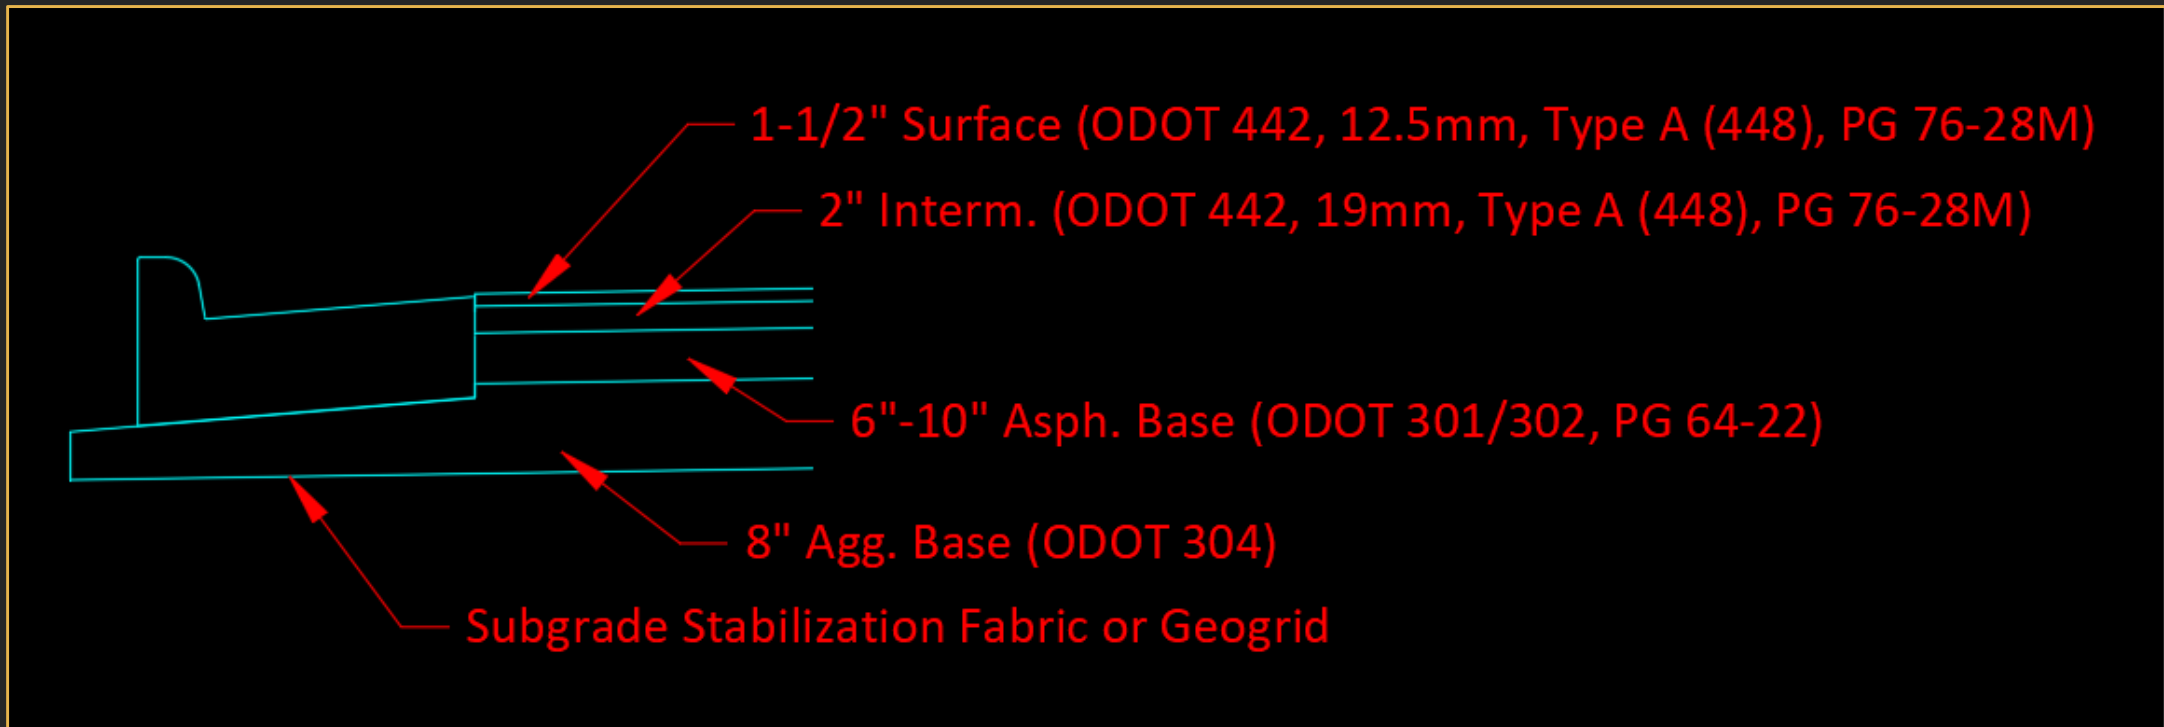 1-1/2" Surface (ODOT 442, 12.5mm, Type A (448), PG 76-28M)
2" Interm. (ODOT 442, 19mm, Type A (448), PG 76-28M)
6"-10" Asph. Base (ODOT 301/302, PG 64-22)
8" Agg. Base (ODOT 304)
Subgrade Stabilization Fabric or Geogrid